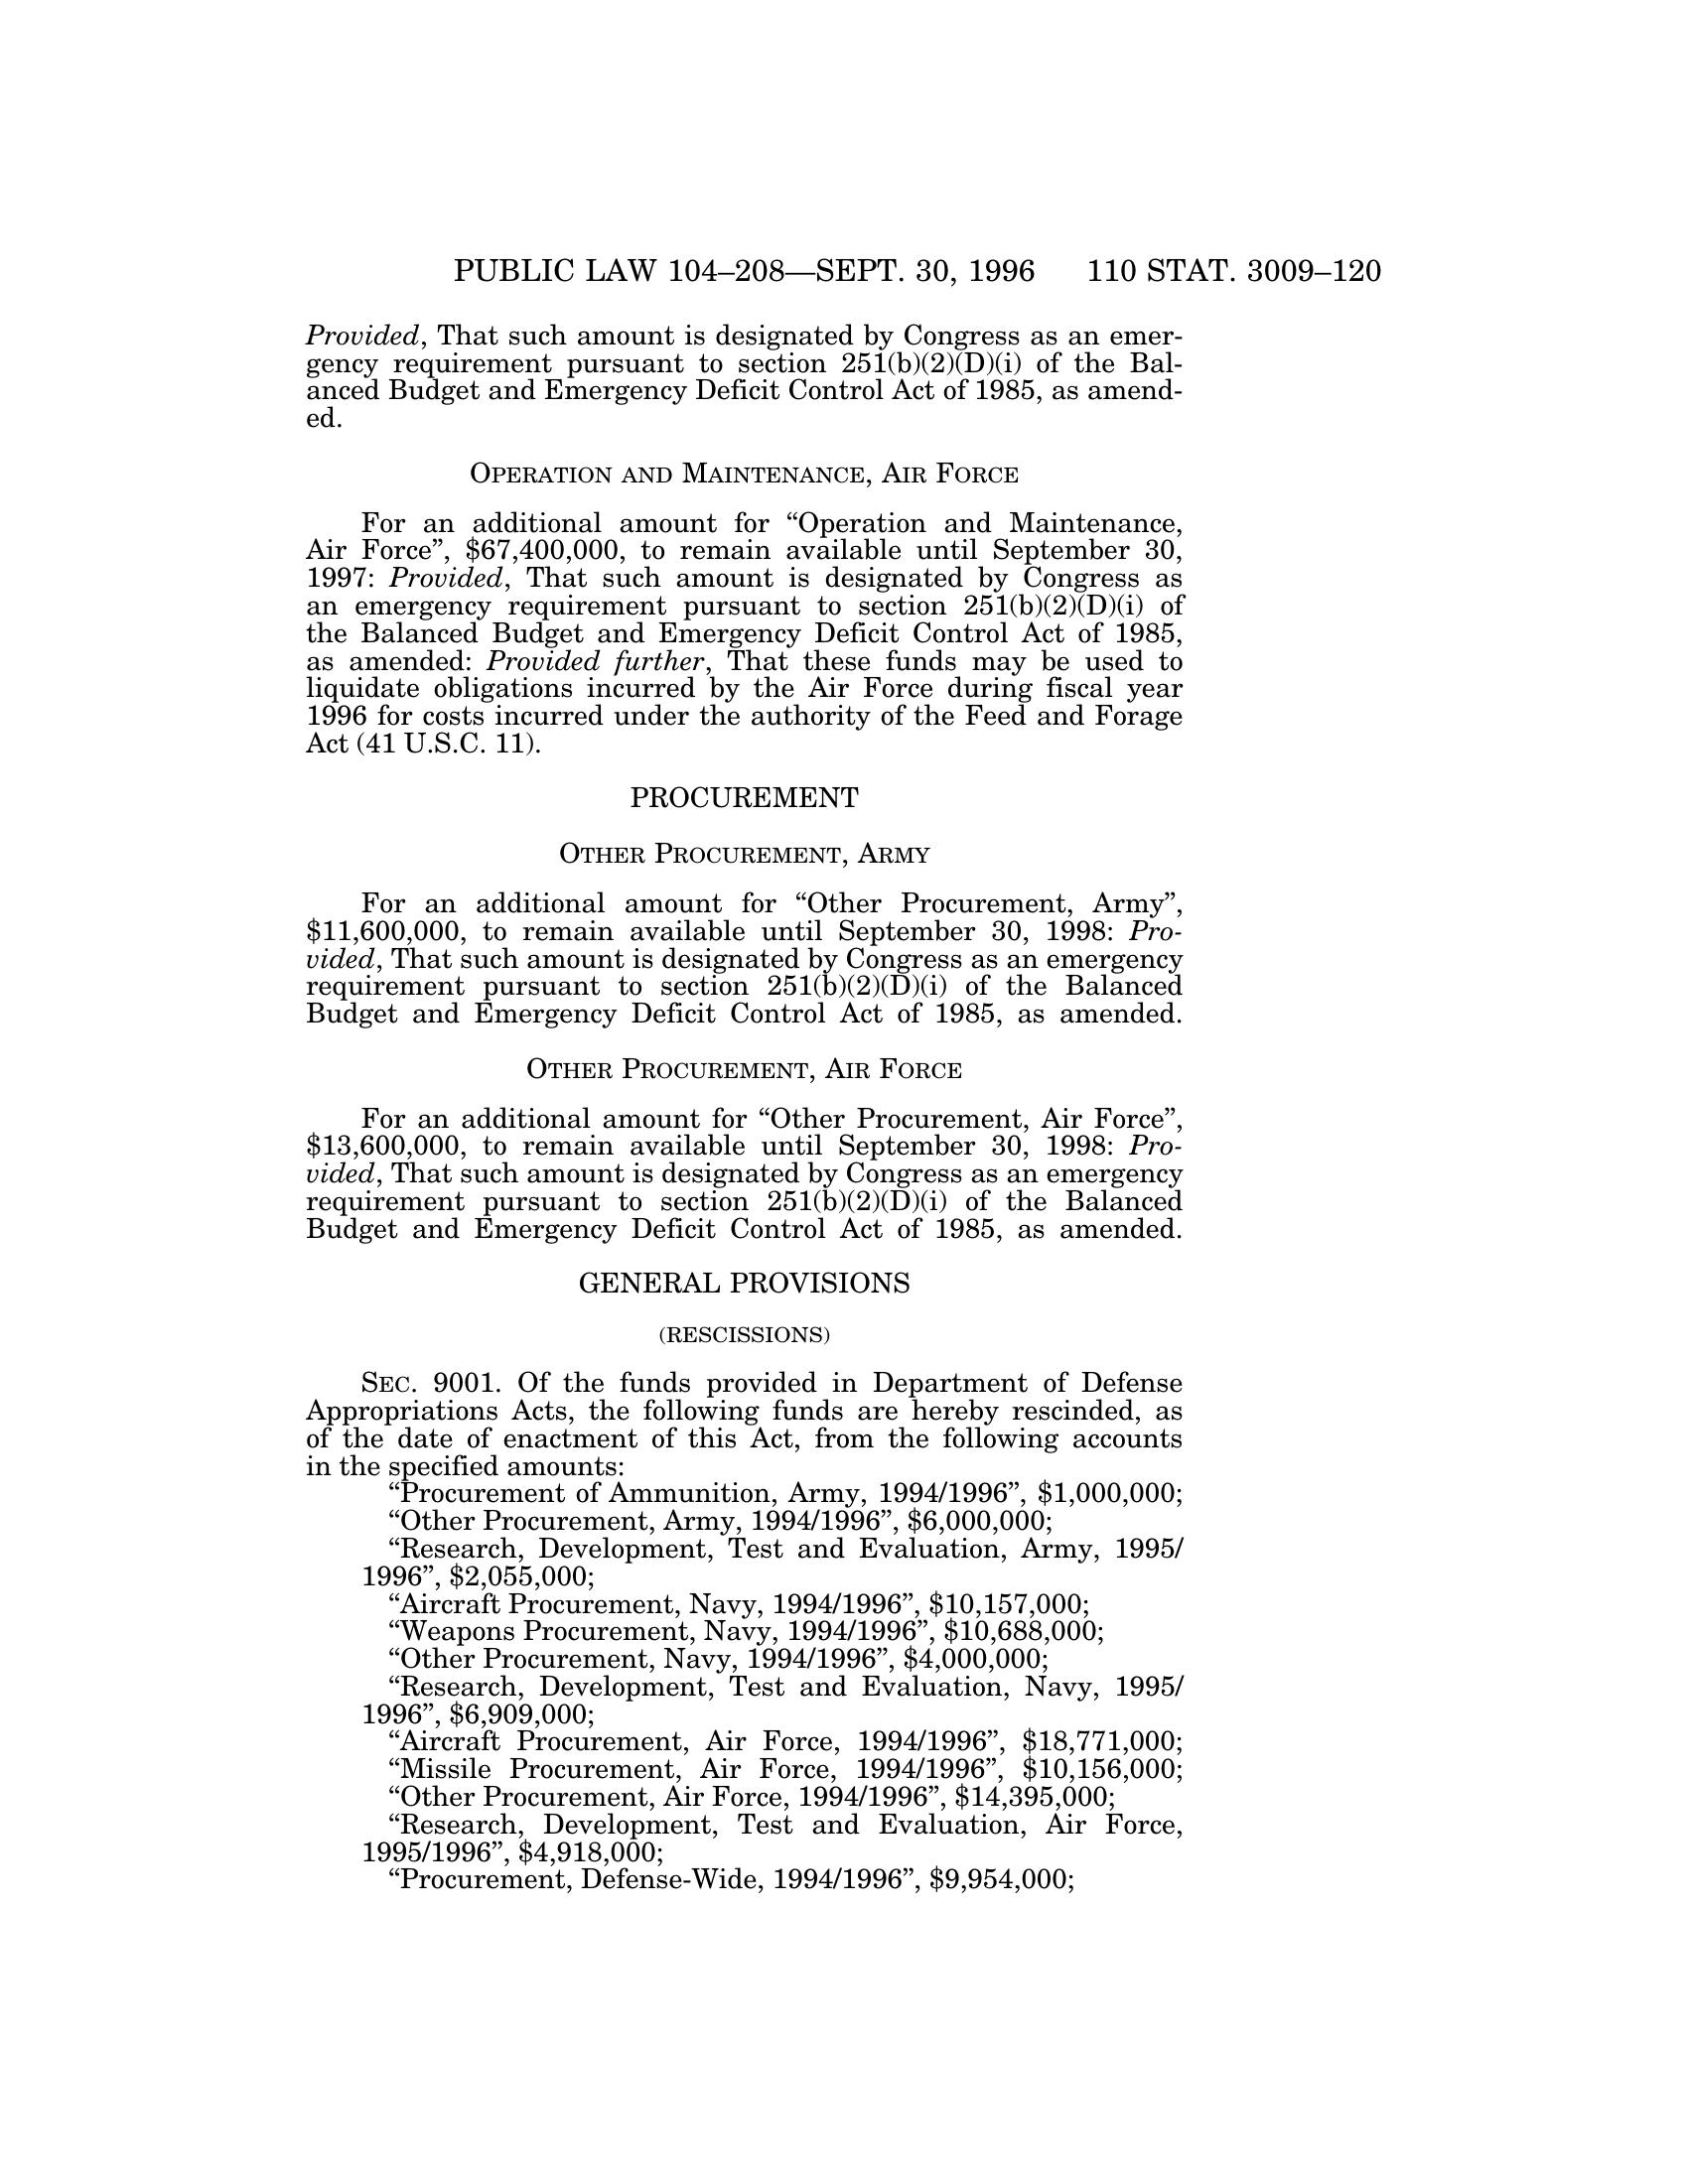 PUBLIC LAW 104–208—SEPT. 30, 1996 110 STAT. 3009–120
Provided, That such amount is designated by Congress as an emer-
gency requirement pursuant to section 251(b)(2)(D)(i) of the Bal-
anced Budget and Emergency Deficit Control Act of 1985, as amend-
ed.
OPERATION AND MAINTENANCE, AIR FORCE
For an additional amount for “Operation and Maintenance,
Air Force”, $67,400,000, to remain available until September 30,
1997: Provided, That such amount is designated by Congress as
an emergency requirement pursuant to section 251(b)(2)(D)(i) of
the Balanced Budget and Emergency Deficit Control Act of 1985,
as amended: Provided further, That these funds may be used to
liquidate obligations incurred by the Air Force during fiscal year
1996 for costs incurred under the authority of the Feed and Forage
Act (41 U.S.C. 11).
PROCUREMENT
OTHER PROCUREMENT, ARMY
For an additional amount for “Other Procurement, Army”,
$11,600,000, to remain available until September 30, 1998: Pro-
vided, That such amount is designated by Congress as an emergency
requirement pursuant to section 251(b)(2)(D)(i) of the Balanced
Budget and Emergency Deficit Control Act of 1985, as amended.
OTHER PROCUREMENT, AIR FORCE
For an additional amount for “Other Procurement, Air Force”,
$13,600,000, to remain available until September 30, 1998: Pro-
vided, That such amount is designated by Congress as an emergency
requirement pursuant to section 251(b)(2)(D)(i) of the Balanced
Budget and Emergency Deficit Control Act of 1985, as amended.
GENERAL PROVISIONS
(RESCISSIONS)
SEC. 9001. Of the funds provided in Department of Defense
Appropriations Acts, the following funds are hereby rescinded, as
of the date of enactment of this Act, from the following accounts
in the specified amounts:
“Procurement of Ammunition, Army, 1994/1996”, $1,000,000;
“Other Procurement, Army, 1994/1996”, $6,000,000;
“Research, Development, Test and Evaluation, Army, 1995/
1996”, $2,055,000;
“Aircraft Procurement, Navy, 1994/1996”, $10,157,000;
“Weapons Procurement, Navy, 1994/1996”, $10,688,000;
“Other Procurement, Navy, 1994/1996”, $4,000,000;
“Research, Development, Test and Evaluation, Navy, 1995/
1996”, $6,909,000;
“Aircraft Procurement, Air Force, 1994/1996”, $18,771,000;
“Missile Procurement, Air Force, 1994/1996”, $10,156,000;
“Other Procurement, Air Force, 1994/1996”, $14,395,000;
“Research, Development, Test and Evaluation, Air Force,
1995/1996”, $4,918,000;
“Procurement, Defense-Wide, 1994/1996”, $9,954,000;